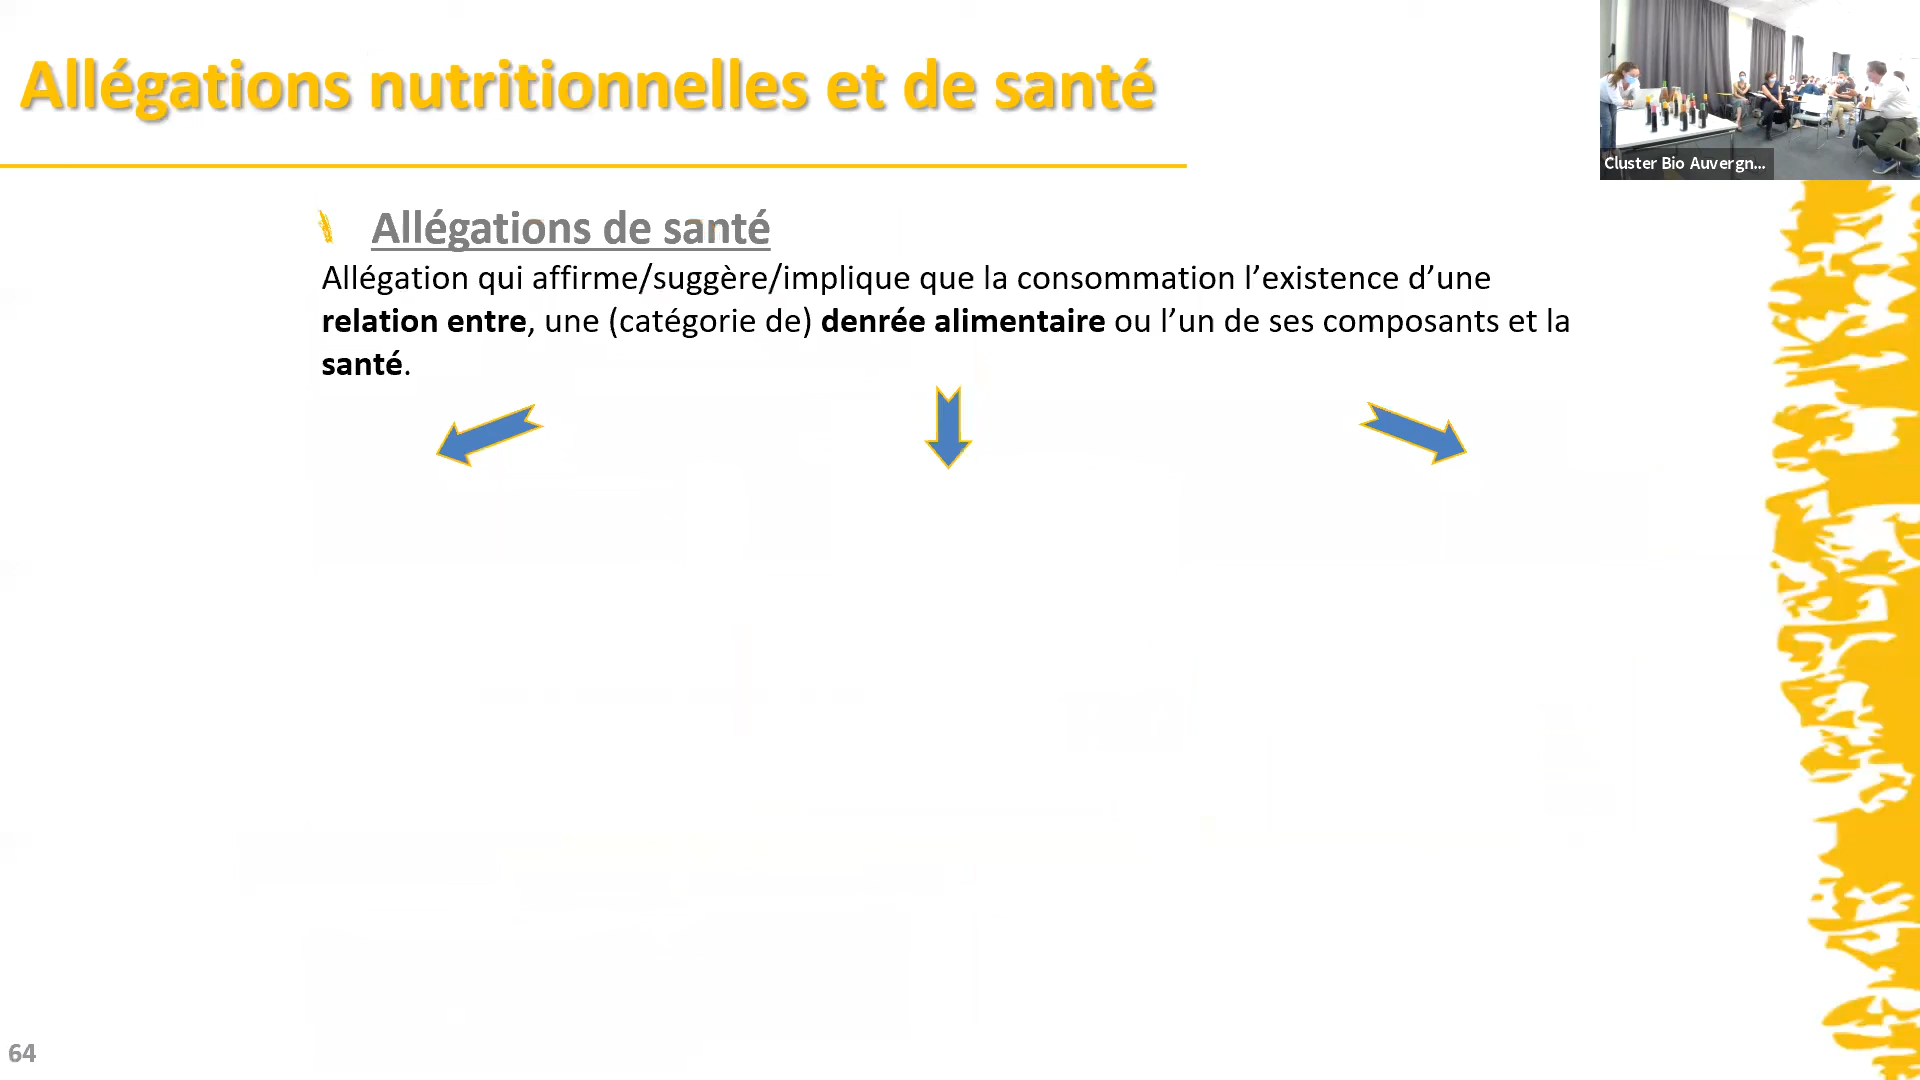 Allégations nutritionnelles et de santé
Cluster Bio Auvergn...
Allégations de santé
Allégation qui affirme/suggère/implique que la consommation l’existence d’une
relation entre, une (catégorie de) denrée alimentaire ou l’un de ses composants et la
santé.
64